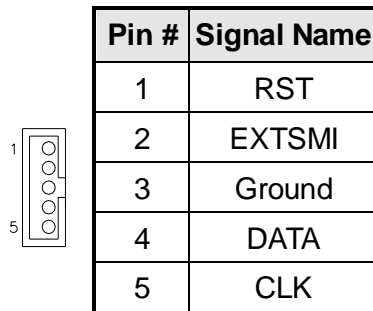 Pin # Signal Name
1 RST
2 EXTSMI
3 Ground
4 DATA
5 CLK
1
5